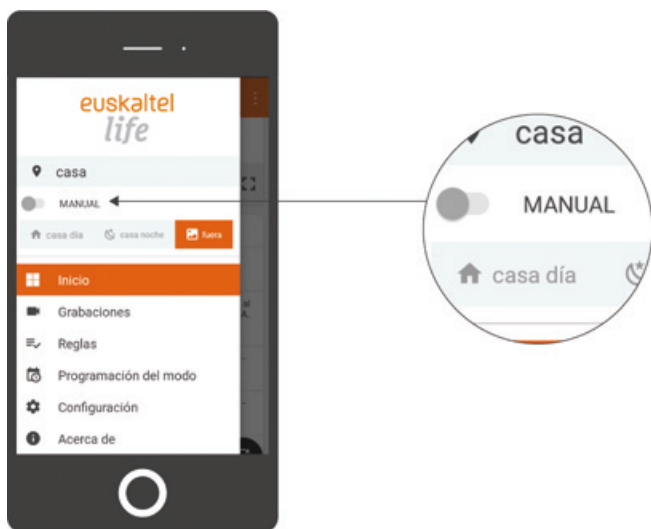 euskaltel
life
casa
MANUAL
casa día casa noche fuera
Inicio
Grabaciones
al
A.
Reglas
Programación del modo
Configuración
Acerca de
casa
MANUAL
casa día